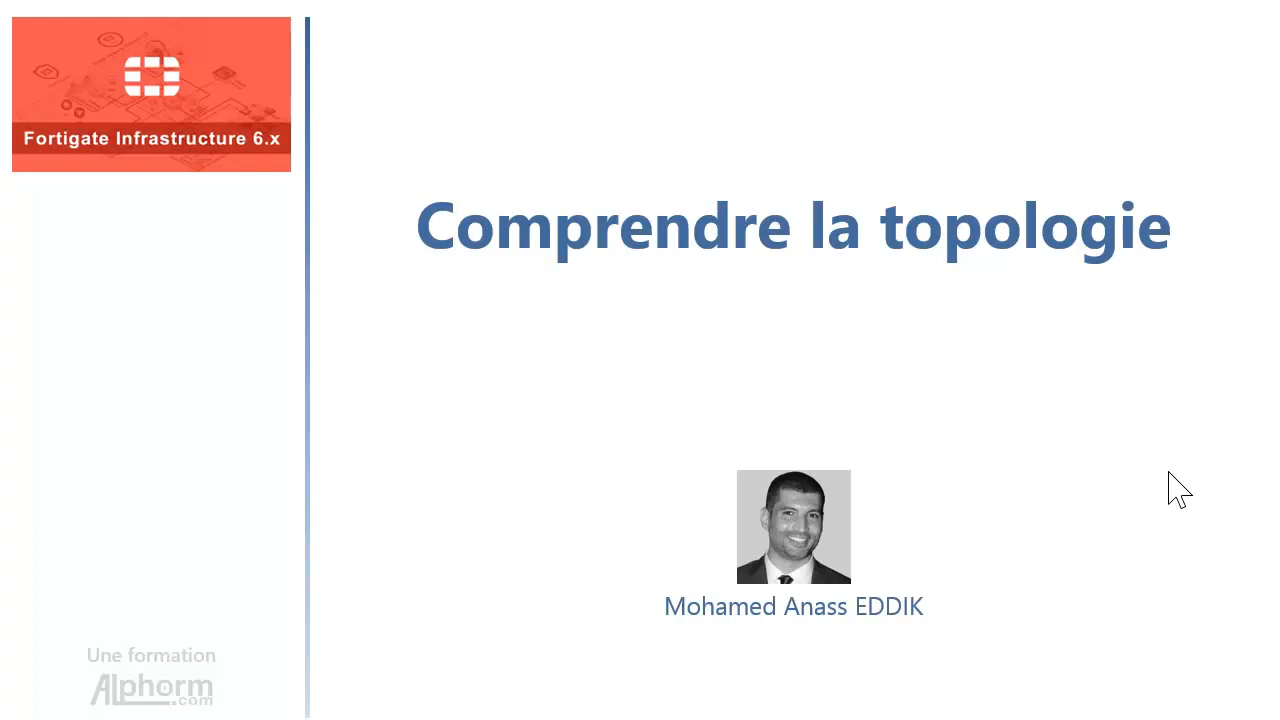 Fortigate Infrastructure 6.x
Comprendre la topologie
Mohamed Anass EDDIK
Une formation
Alphorm
.com